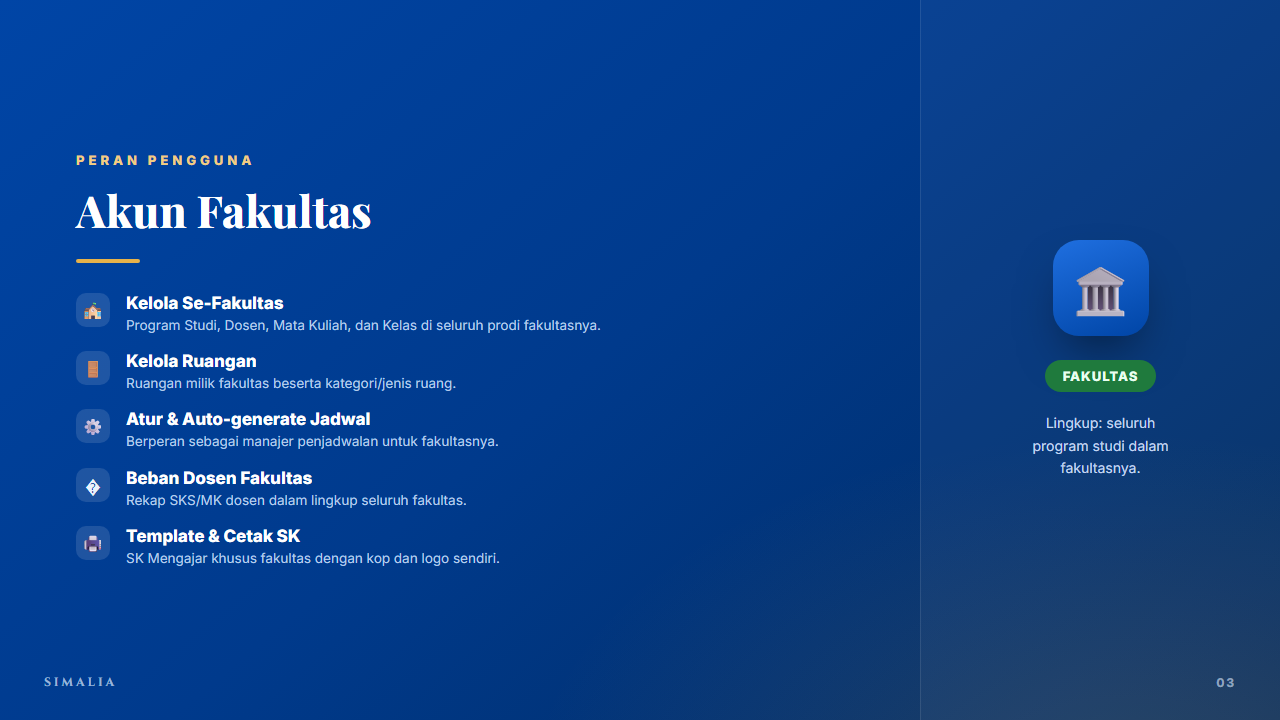 PERAN PENGGUNA
Akun Fakultas
Kelola Se-Fakultas
Program Studi, Dosen, Mata Kuliah, dan Kelas di seluruh prodi fakultasnya.
Kelola Ruangan
Ruangan milik fakultas beserta kategori/jenis ruang.
Atur & Auto-generate Jadwal
Berperan sebagai manajer penjadwalan untuk fakultasnya.
Beban Dosen Fakultas
Rekap SKS/MK dosen dalam lingkup seluruh fakultas.
Template & Cetak SK
SK Mengajar khusus fakultas dengan kop dan logo sendiri.
FAKULTAS
Lingkup: seluruh
program studi dalam
fakultasnya.
SIMALIA
03